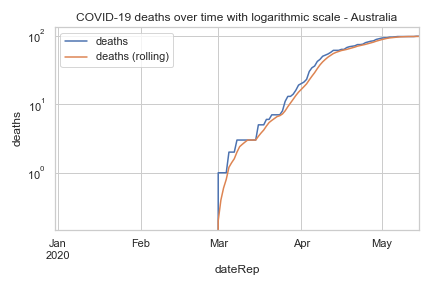 COVID-19 deaths over time with logarithmic scale - Australia
10²
deaths
deaths (rolling)
10¹
10⁰
deaths
Jan Feb Mar Apr May
2020
dateRep